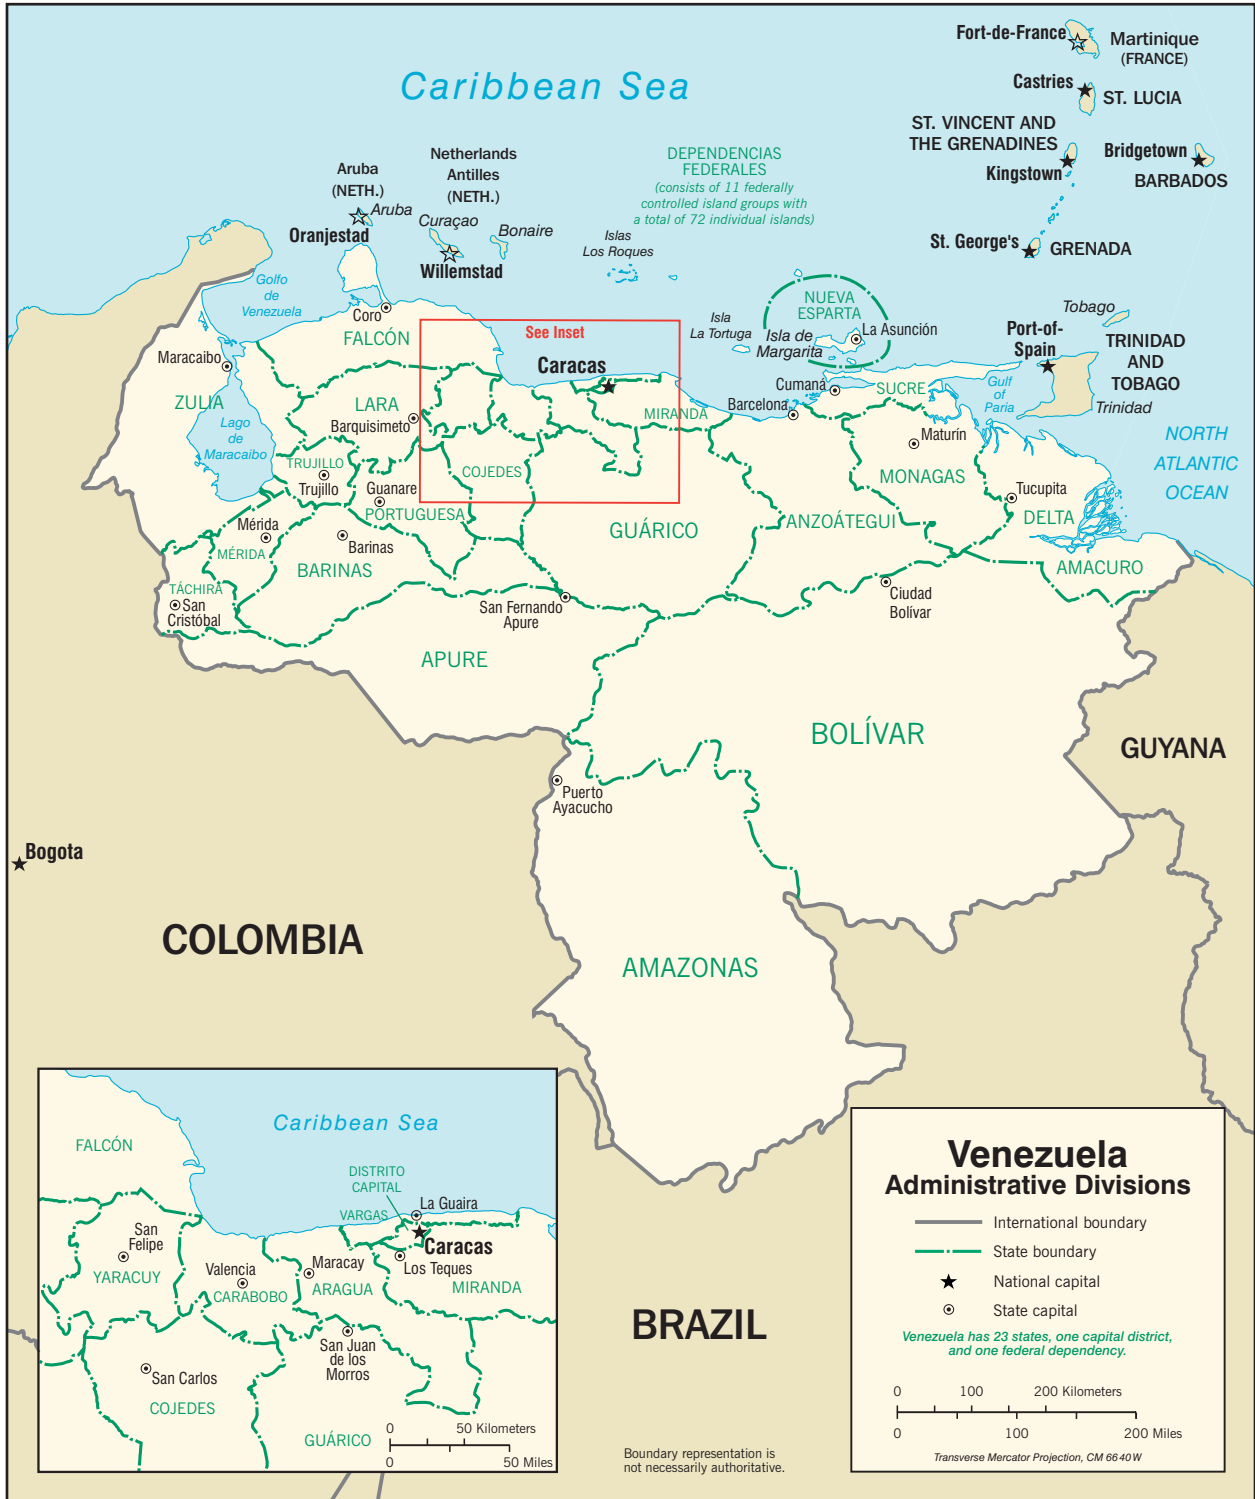 Fort-de-France
Martinique
(FRANCE)
Castries
ST. LUCIA
Caribbean Sea
ST. VINCENT AND
THE GRENADINES
Kingstown
Bridgetown
BARBADOS
DEPENDENCIAS
FEDERALES
(consists of 11 federally
controlled island groups with
a total of 72 individual islands)
Netherlands
Antilles
(NETH.)
Aruba
(NETH.)
Aruba
Oranjestad
Curaçao
Bonaire
Willemstad
Islas
Los Roques
St. George's
GRENADA
Golfo
de
Venezuela
Coro
FALCÓN
NUEVA
ESPARTA
La Asunción
Isla
La Tortuga
Isla de
Margarita
Tobago
Port-of-
Spain
TRINIDAD
AND
TOBAGO
Trinidad
Gulf
of
Paria
See Inset
Caracas
Maracaibo
ZULIA
Lago
de
Maracaibo
LARA
Barquisimeto
MIRANDA
Barcelona
Cumaná
SUCRE
Maturín
MONAGAS
NORTH
ATLANTIC
OCEAN
TRUJILLO
Trujillo
Guanare
PORTUGUESA
COJEDES
GUÁRICO
ANZOÁTEGUI
Tucupita
DELTA
AMACURO
Mérida
MÉRIDA
Barinas
BARINAS
TÁCHIRA
San
Cristóbal
San Fernando
Apure
Ciudad
Bolívar
APURE
BOLÍVAR
GUYANA
Puerto
Ayacucho
Bogota
COLOMBIA
AMAZONAS
BRAZIL
Caribbean Sea
FALCÓN
DISTRITO
CAPITAL
VARGAS
La Guaira
Caracas
San
Felipe
YARACUY
Valencia
CARABOBO
Maracay
ARAGUA
Los Teques
MIRANDA
San Juan
de los
Morros
San Carlos
COJEDES
GUÁRICO
0 50 Kilometers
0 50 Miles
Boundary representation is
not necessarily authoritative.
Venezuela
Administrative Divisions
International boundary
State boundary
National capital
State capital
Venezuela has 23 states, one capital district,
and one federal dependency.
0 100 200 Kilometers
0 100 200 Miles
Transverse Mercator Projection, CM 66 40 W